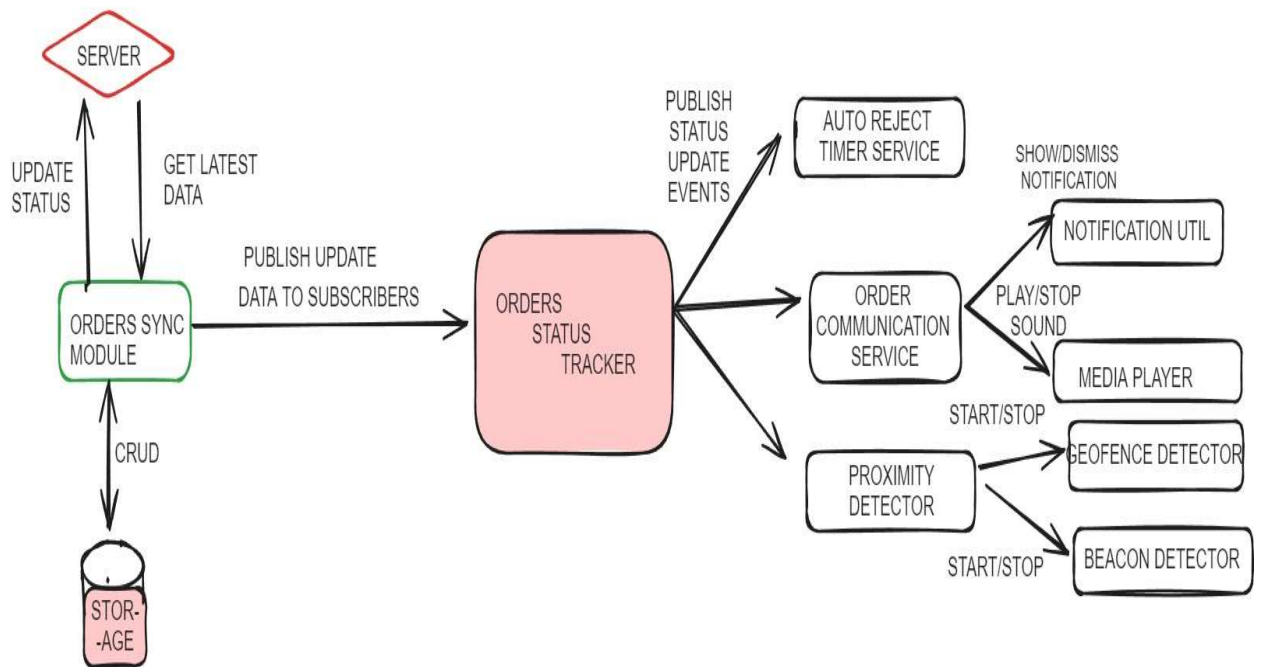 SERVER
UPDATE
STATUS
GET LATEST
DATA
ORDERS SYNC
MODULE
CRUD
STOR-
-AGE
PUBLISH UPDATE
DATA TO SUBSCRIBERS
ORDERS
STATUS
TRACKER
PUBLISH
STATUS
UPDATE
EVENTS
AUTO REJECT
TIMER SERVICE
ORDER
COMMUNICATION
SERVICE
SHOW/DISMISS
NOTIFICATION
NOTIFICATION UTIL
PLAY/STOP
SOUND
MEDIA PLAYER
PROXIMITY
DETECTOR
START/STOP
GEOFENCE DETECTOR
START/STOP
BEACON DETECTOR